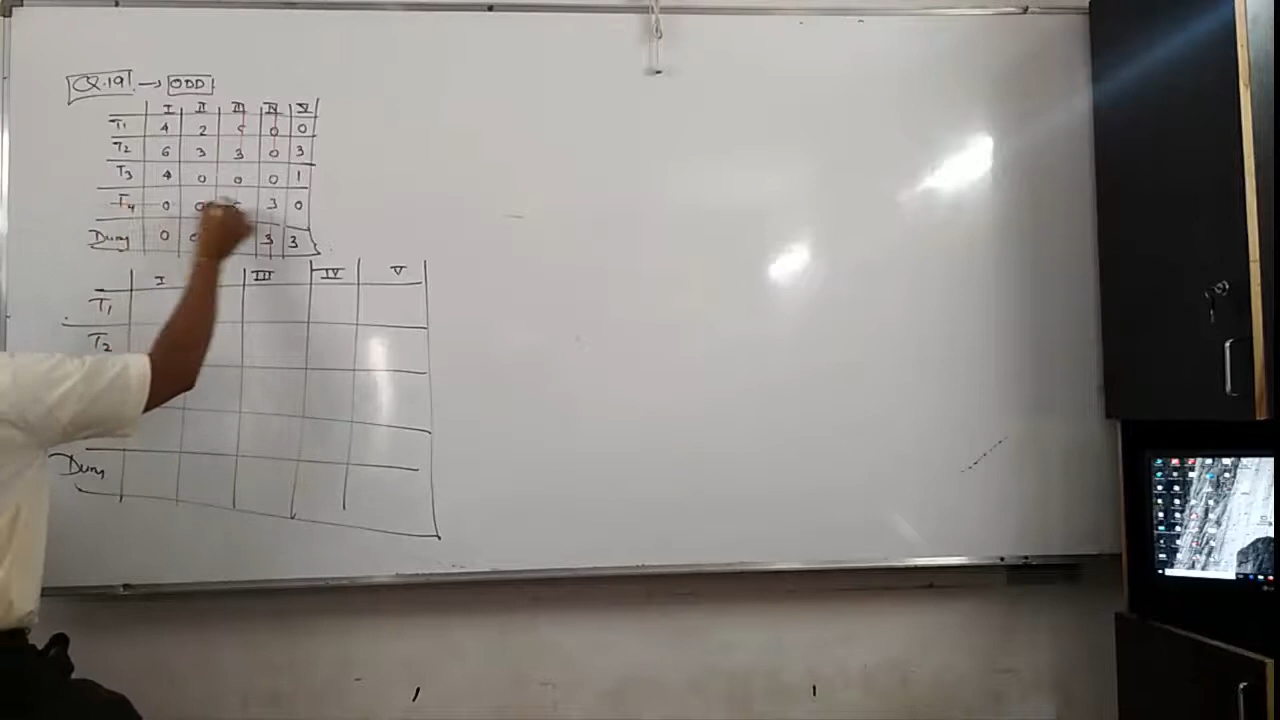 Q.19 → ODD
I II III IV V
T1 4 2 5 0 0
T2 6 3 3 0 3
T3 4 0 0 0 1
T4 0 0 3 0
Dumy 0 0 3 3
I III IV V
T1
T2
Dumy